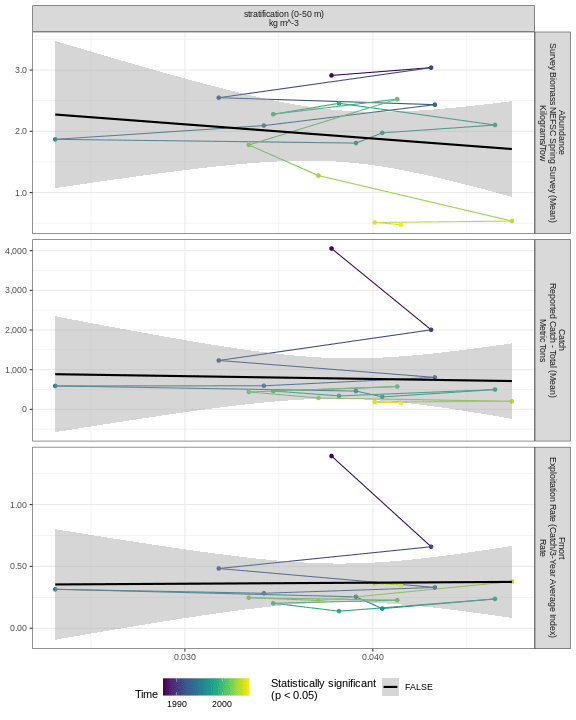 stratification (0-50 m)
kg m^-3
3.0
2.0
1.0
Abundance
Survey Biomass NEFSC Spring Survey (Mean)
Kilograms/Tow
4,000
3,000
2,000
1,000
0
Catch
Reported Catch - Total (Mean)
Metric Tons
1.00
0.50
0.00
Fmort
Exploitation Rate (Catch/3-Year Average Index)
Rate
0.030
0.040
Time
1990
2000
Statistically significant
(p < 0.05)
FALSE